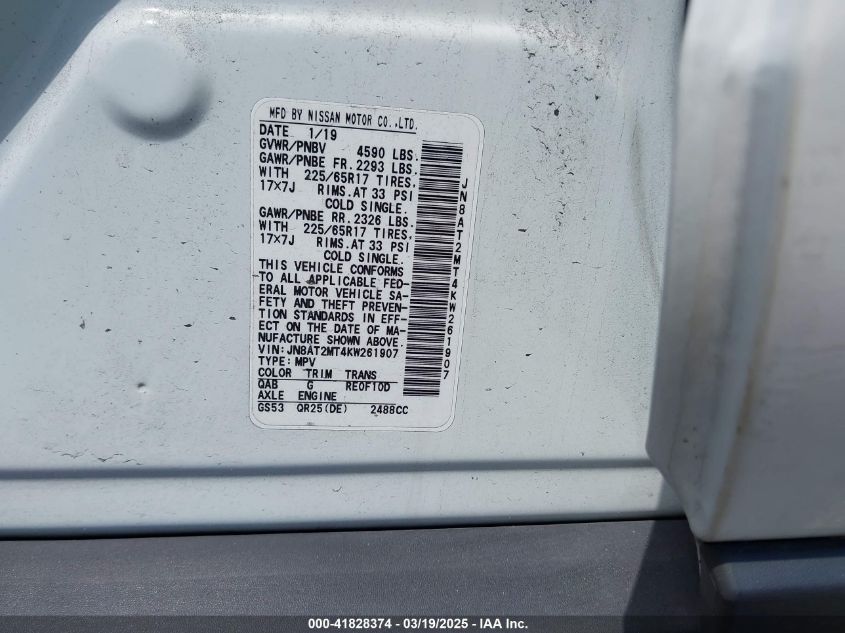 MFD BY NISSAN MOTOR CO.,LTD.
DATE 1/19
GVWR/PNBV 4590 LBS.
GAWR/PNBE FR. 2293 LBS.
WITH 225/65R17 TIRES,
17×7J RIMS. AT 33 PSI
COLD SINGLE.
GAWR/PNBE RR. 2326 LBS.
WITH 225/65R17 TIRES,
17×7J RIMS. AT 33 PSI
COLD SINGLE.
THIS VEHICLE CONFORMS
TO ALL APPLICABLE FED-
ERAL MOTOR VEHICLE SA-
FETY AND THEFT PREVEN-
TION STANDARDS IN EFF-
ECT ON THE DATE OF MA-
NUFACTURE SHOWN ABOVE.
VIN:JN8AT2MT4KW261907
TYPE:MPV
COLOR TRIM TRANS
QAB G RE0F10D
AXLE ENGINE
GS53 QR25(DE) 2488CC
JN8AT2MT4KW261907
000-41828374 - 03/19/2025 - IAA Inc.